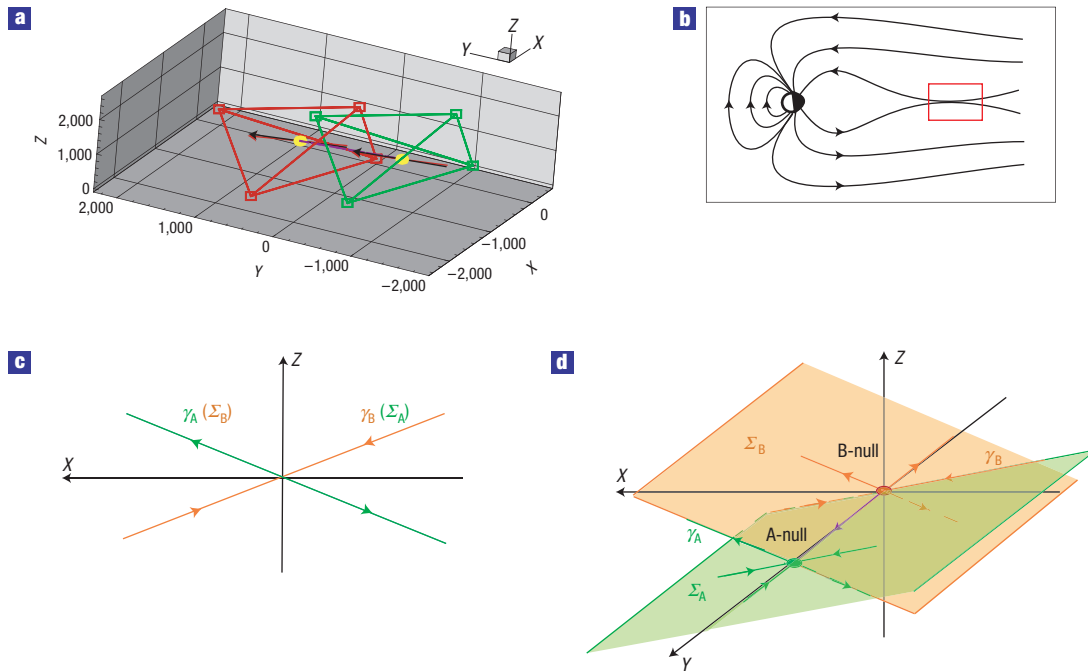 a
Z
Y
X
Z
2,000
1,000
0
2,000
1,000
0
−1,000
−2,000
Y
0
−1,000
−2,000
X
b
c
Z
γA (ΣB)
γB (ΣA)
X
d
Z
ΣB
B-null
γB
X
γA
A-null
ΣA
Y